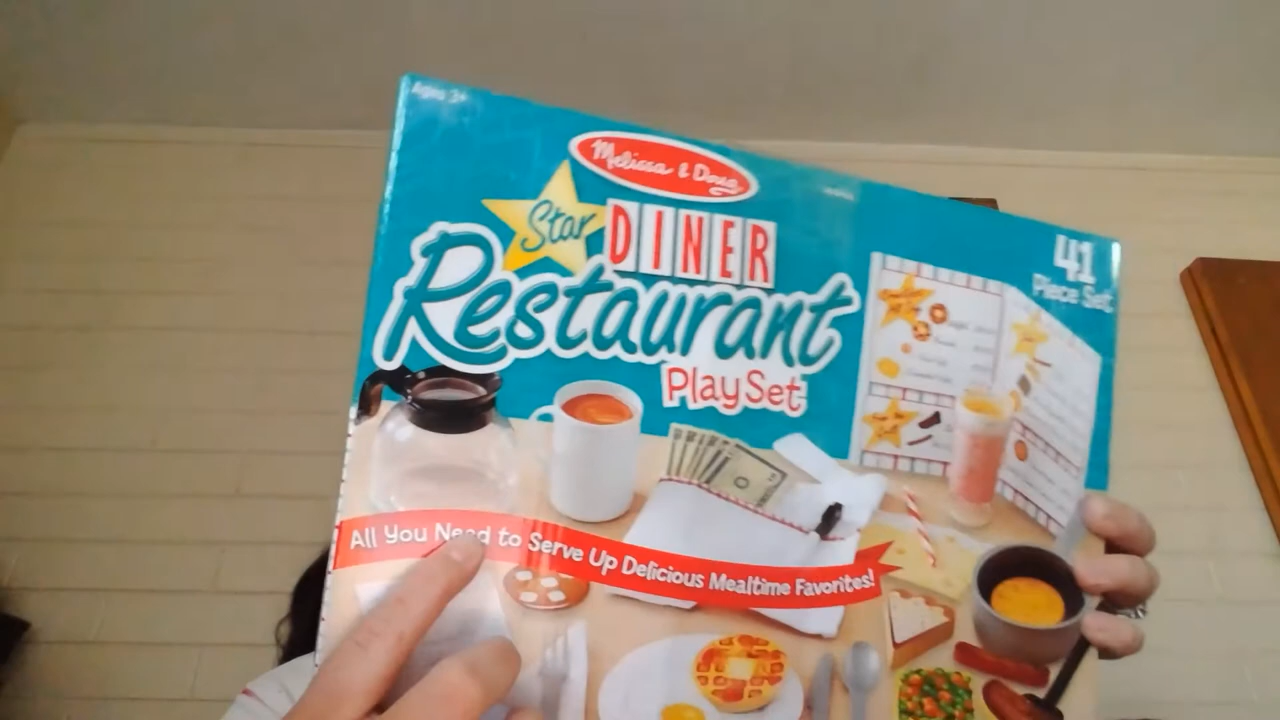 Ages 3+
Melissa & Doug
Star DINER
Restaurant
Play Set
41
Piece Set
All You Need to Serve Up Delicious Mealtime Favorites!